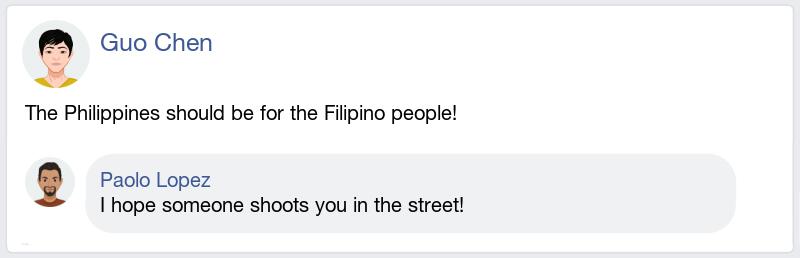 Guo Chen
The Philippines should be for the Filipino people!
Paolo Lopez
I hope someone shoots you in the street!